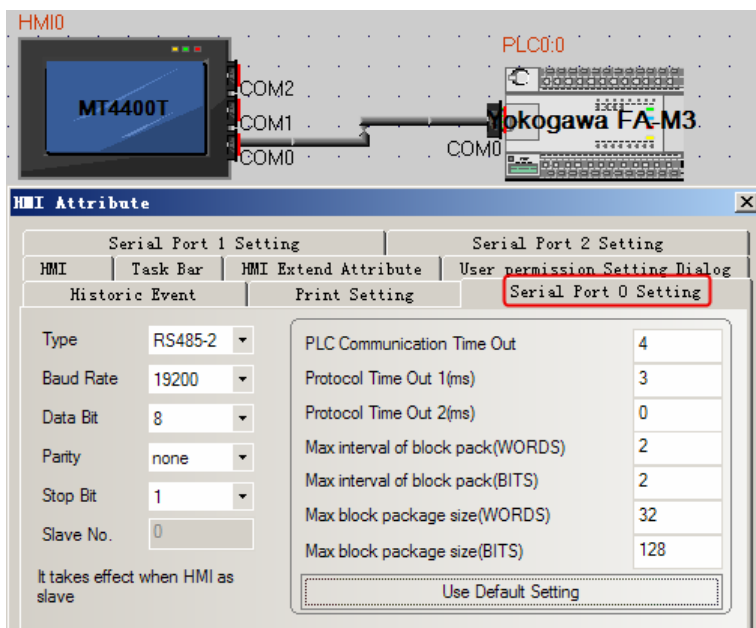 HMI0
PLC0:0
MT4400T
COM2
COM1
COM0
COM0
Yokogawa FA-M3
HMI Attribute
Serial Port 1 Setting
Serial Port 2 Setting
HMI
Task Bar
HMI Extend Attribute
User permission Setting Dialog
Historic Event
Print Setting
Serial Port 0 Setting
Type RS485-2
Baud Rate 19200
Data Bit 8
Parity none
Stop Bit 1
Slave No. 0
It takes effect when HMI as
slave
PLC Communication Time Out 4
Protocol Time Out 1(ms) 3
Protocol Time Out 2(ms) 0
Max interval of block pack(WORDS) 2
Max interval of block pack(BITS) 2
Max block package size(WORDS) 32
Max block package size(BITS) 128
Use Default Setting